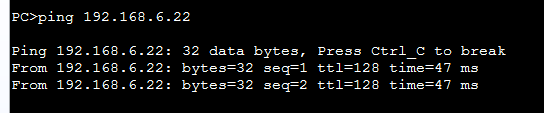 PC>ping 192.168.6.22
Ping 192.168.6.22: 32 data bytes, Press Ctrl_C to break
From 192.168.6.22: bytes=32 seq=1 ttl=128 time=47 ms
From 192.168.6.22: bytes=32 seq=2 ttl=128 time=47 ms